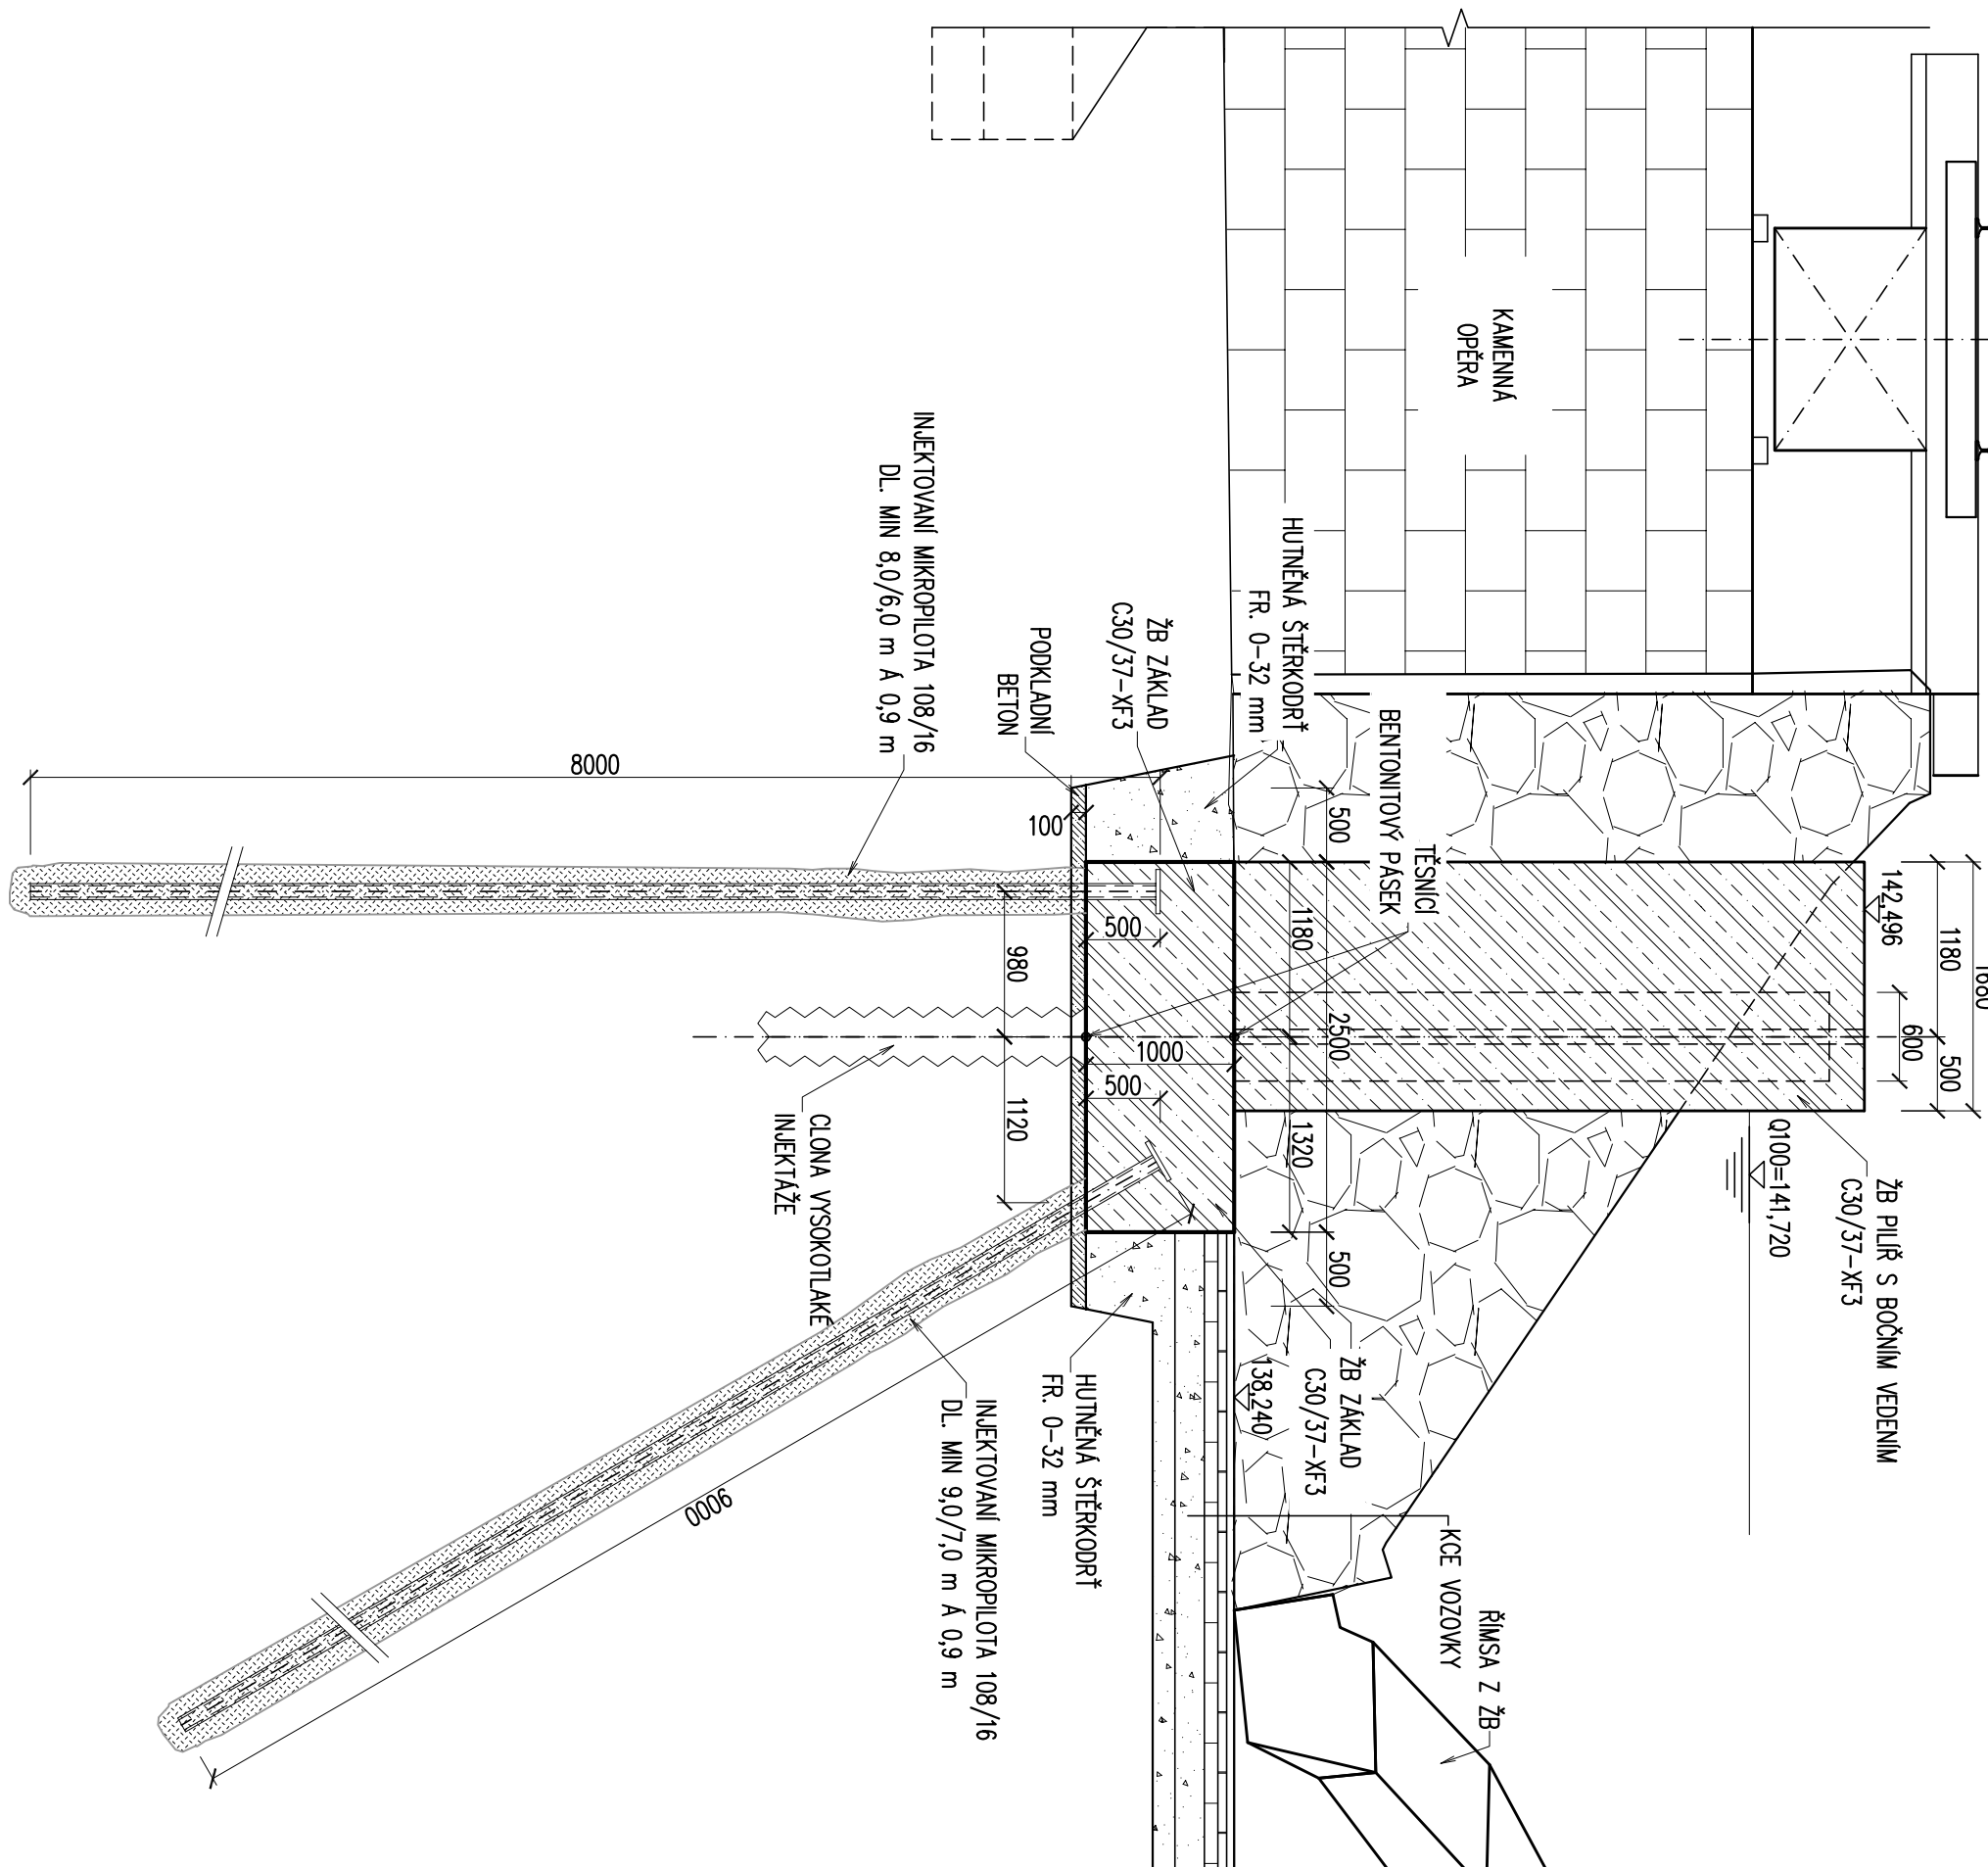 KAMENNÁ
OPĚRA
1680
1180
500
600
142,496
Q100=141,720
ŽB PILÍŘ S BOČNÍM VEDENÍM
C30/37-XF3
TĚSNÍCÍ
BENTONITOVÝ PÁSEK
HUTNĚNÁ ŠTĚRKODRŤ
FR. 0-32 mm
500
2500
500
1180
1320
ŽB ZÁKLAD
C30/37-XF3
138,240
ŘÍMSA Z ŽB
KCE VOZOVKY
ŽB ZÁKLAD
C30/37-XF3
500
1000
500
PODKLADNÍ
BETON
100
980
1120
HUTNĚNÁ ŠTĚRKODRŤ
FR. 0-32 mm
INJEKTOVANÍ MIKROPILOTA 108/16
DL. MIN 8,0/6,0 m Á 0,9 m
INJEKTOVANÍ MIKROPILOTA 108/16
DL. MIN 9,0/7,0 m Á 0,9 m
CLONA VYSOKOTLAKÉ
INJEKTÁŽE
8000
9000